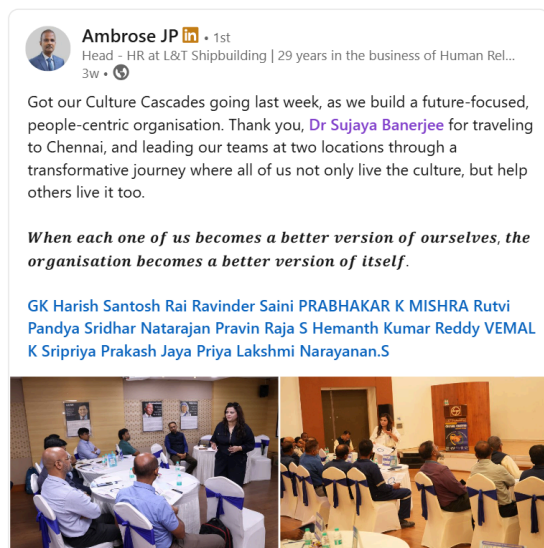 Ambrose JP in • 1st
Head - HR at L&T Shipbuilding | 29 years in the business of Human Rel...
3w •
Got our Culture Cascades going last week, as we build a future-focused,
people-centric organisation. Thank you, Dr Sujaya Banerjee for traveling
to Chennai, and leading our teams at two locations through a
transformative journey where all of us not only live the culture, but help
others live it too.
When each one of us becomes a better version of ourselves, the
organisation becomes a better version of itself.
GK Harish Santosh Rai Ravinder Saini PRABHAKAR K MISHRA Rutvi
Pandya Sridhar Natarajan Pravin Raja S Hemanth Kumar Reddy VEMAL
K Sripriya Prakash Jaya Priya Lakshmi Narayanan.S